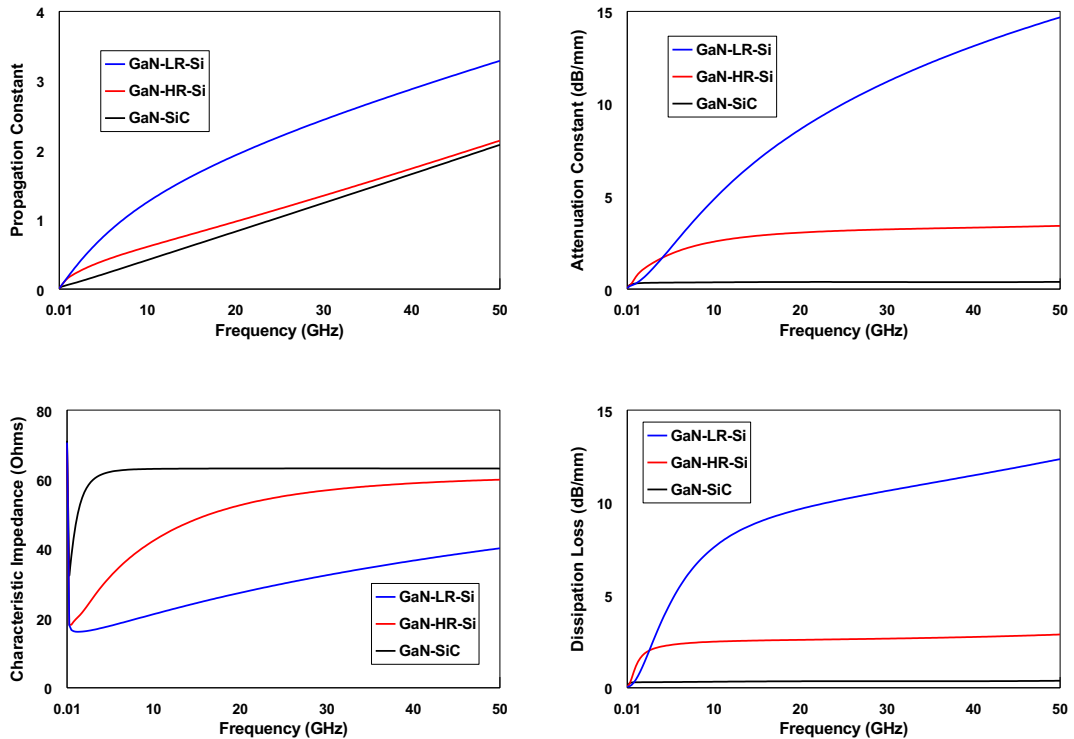 Propagation Constant
4
3
2
1
0
GaN-LR-Si
GaN-HR-Si
GaN-SiC
0.01 10 20 30 40 50
Frequency (GHz)
Attenuation Constant (dB/mm)
15
10
5
0
GaN-LR-Si
GaN-HR-Si
GaN-SiC
0.01 10 20 30 40 50
Frequency (GHz)
Characteristic Impedance (Ohms)
80
60
40
20
0
GaN-LR-Si
GaN-HR-Si
GaN-SiC
0.01 10 20 30 40 50
Frequency (GHz)
Dissipation Loss (dB/mm)
15
10
5
0
GaN-LR-Si
GaN-HR-Si
GaN-SiC
0.01 10 20 30 40 50
Frequency (GHz)